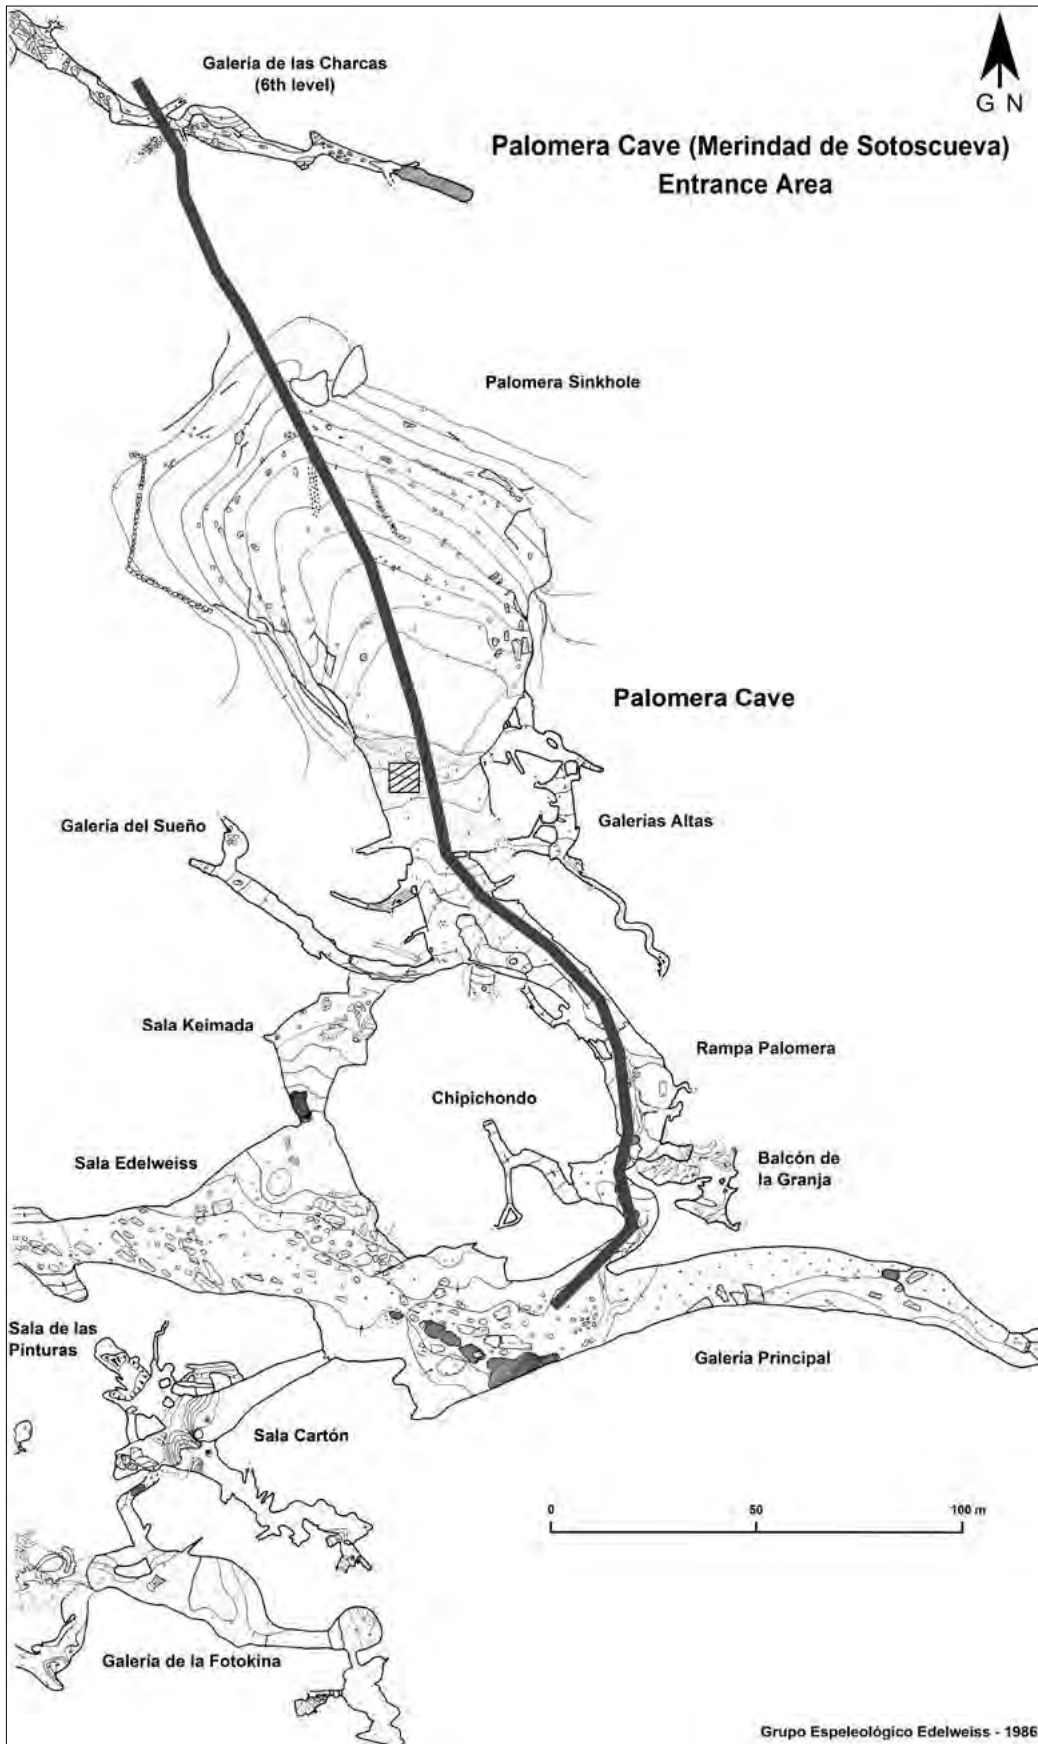 Galería de las Charcas
(6th level)
G N
Palomera Cave (Merindad de Sotoscueva)
Entrance Area
Palomera Sinkhole
Palomera Cave
Galería del Sueño
Galerías Altas
Sala Keimada
Rampa Palomera
Chipichondo
Sala Edelweiss
Balcón de
la Granja
Sala de las
Pinturas
Galería Principal
Sala Cartón
0 50 100 m
Galería de la Fotokina
Grupo Espeleológico Edelweiss - 1986